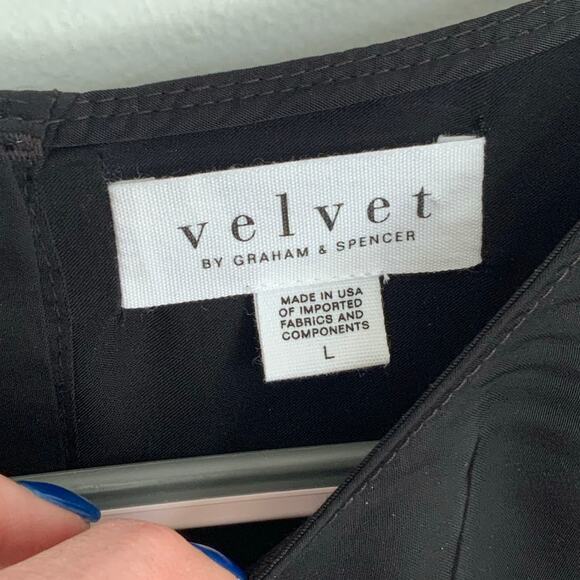 velvet
BY GRAHAM & SPENCER
MADE IN USA
OF IMPORTED
FABRICS AND
COMPONENTS
L